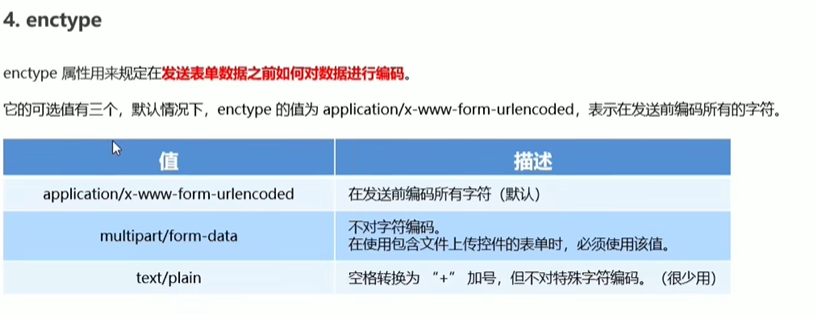 4. enctype
enctype 属性用来规定在发送表单数据之前如何对数据进行编码。
它的可选值有三个，默认情况下，enctype 的值为 application/x-www-form-urlencoded，表示在发送前编码所有的字符。
值 描述
application/x-www-form-urlencoded 在发送前编码所有字符（默认）
multipart/form-data 不对字符编码。
在使用包含文件上传控件的表单时，必须使用该值。
text/plain 空格转换为 “+” 加号，但不对特殊字符编码。（很少用）